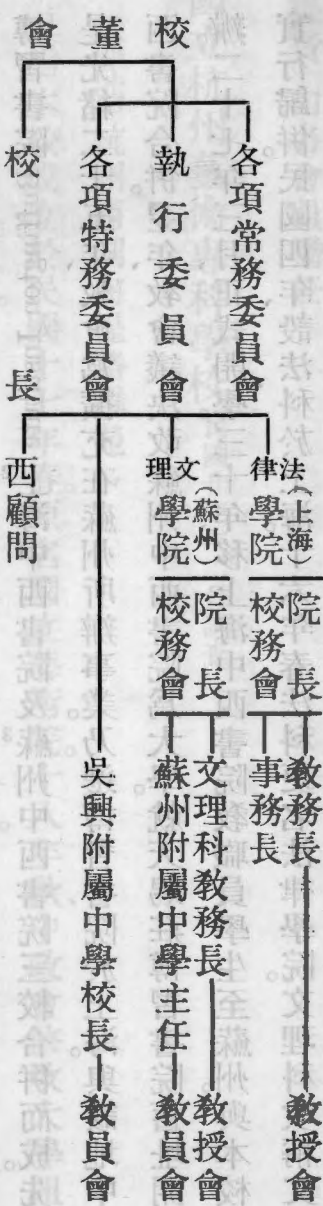 校董會
各項常務委員會
執行委員會
各項特務委員會
校長
法律(上海)學院
院長
校務會
教務長
教授會
事務長
文理(蘇州)學院
院長
校務會
文理科教務長
教授會
蘇州附屬中學主任
教員會
吳興附屬中學校長
教員會
西顧問